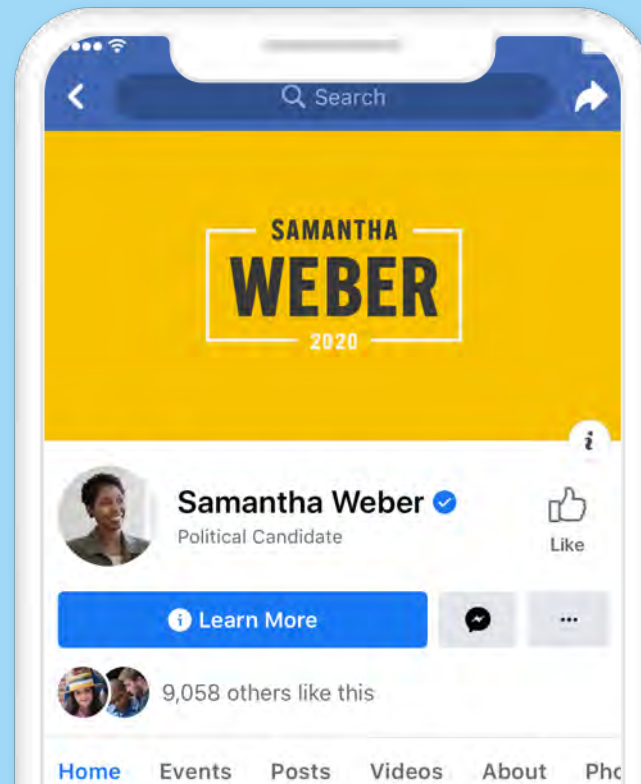 Search
SAMANTHA
WEBER
2020
Samantha Weber
Political Candidate
Like
Learn More
9,058 others like this
Home Events Posts Videos About Pho